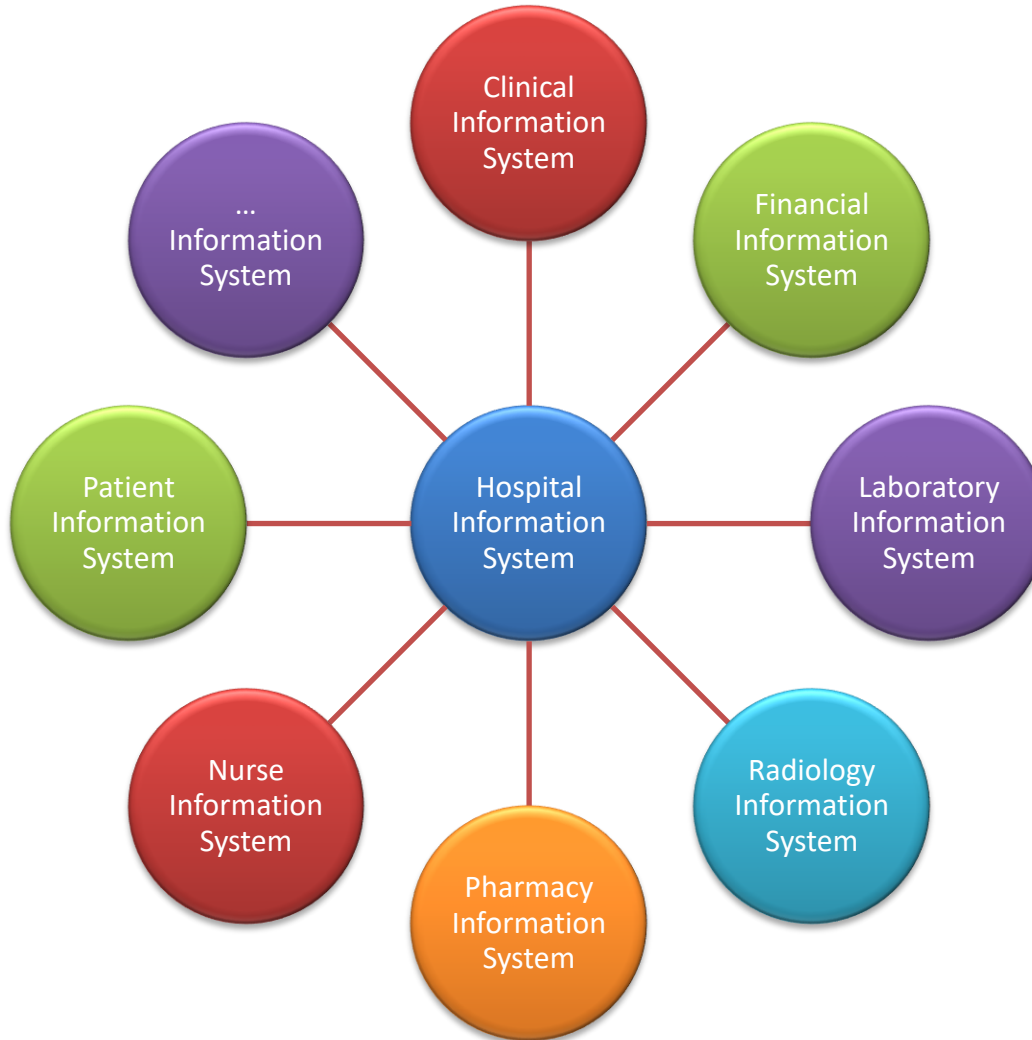 Clinical
Information
System
Financial
Information
System
Laboratory
Information
System
Radiology
Information
System
Pharmacy
Information
System
Nurse
Information
System
Patient
Information
System
...
Information
System
Hospital
Information
System